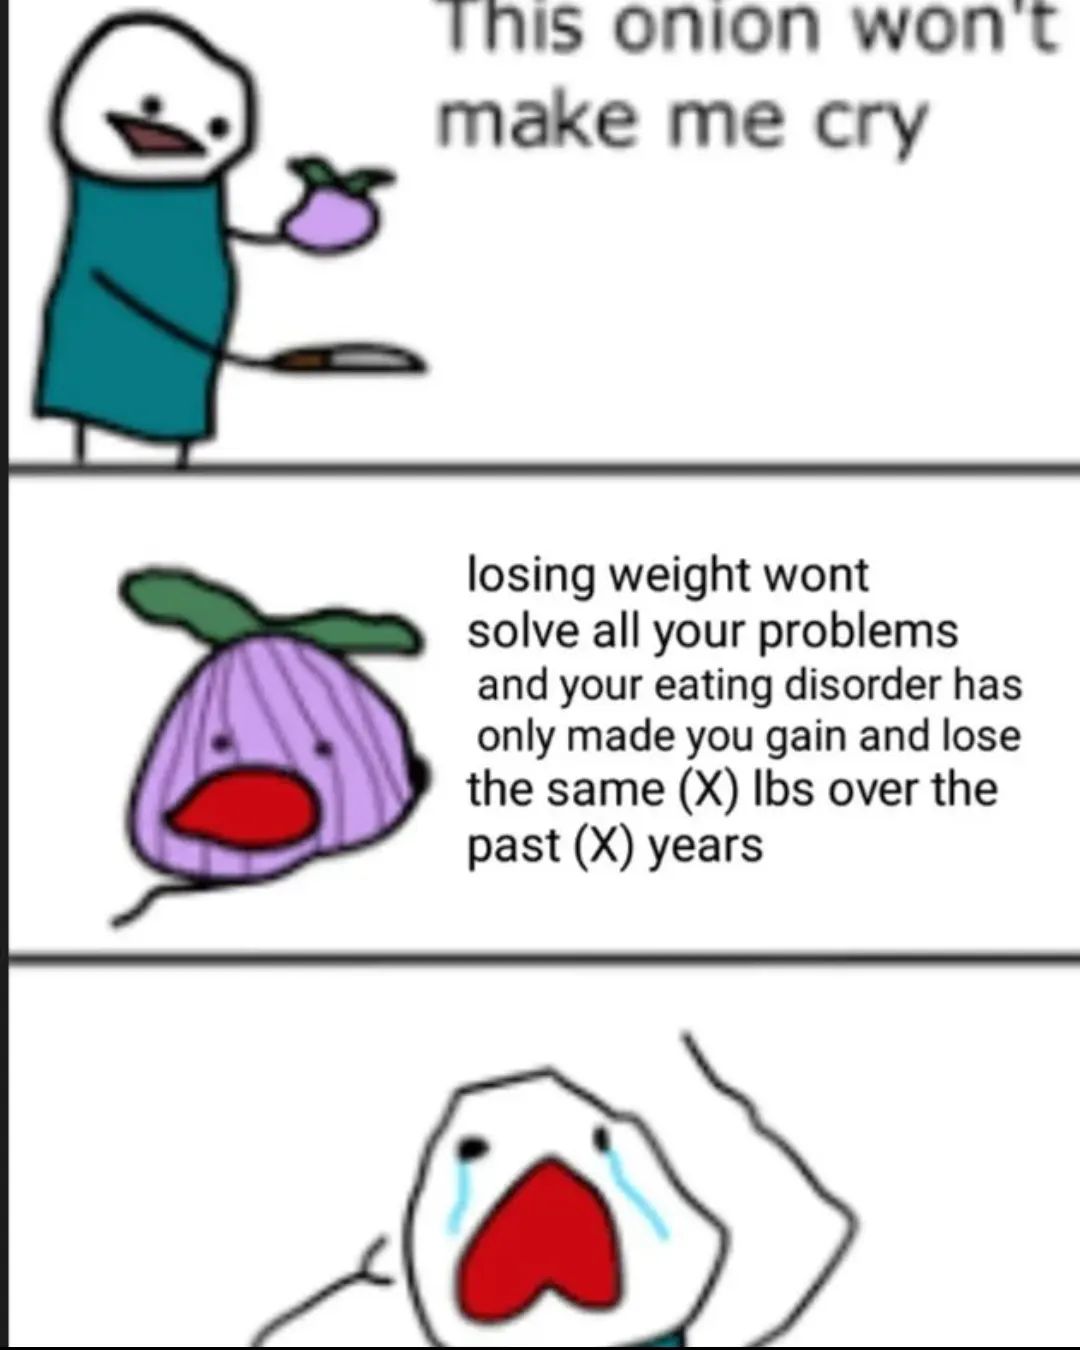 This onion won't
make me cry
losing weight wont
solve all your problems
and your eating disorder has
only made you gain and lose
the same (X) lbs over the
past (X) years